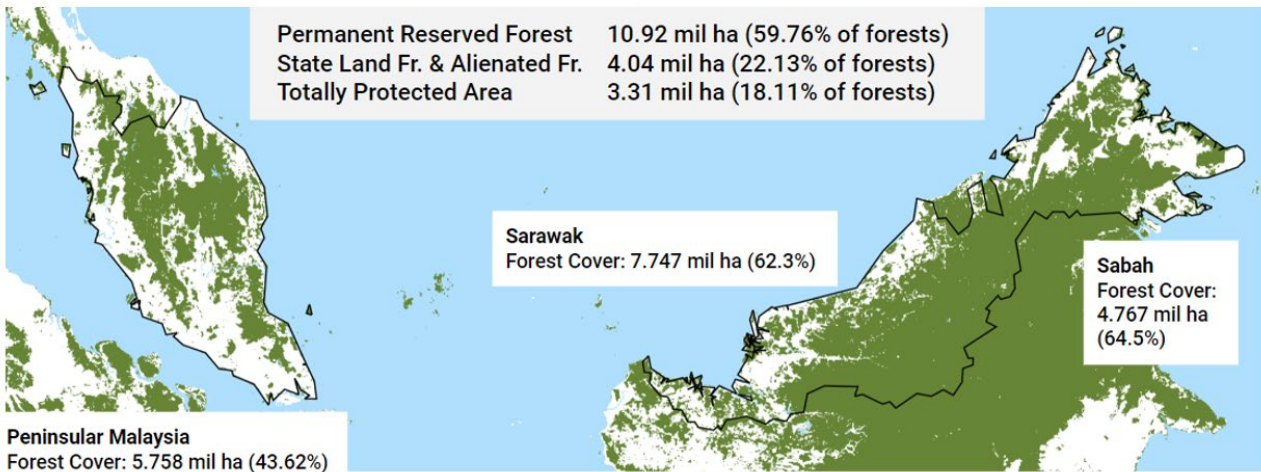 Permanent Reserved Forest 10.92 mil ha (59.76% of forests)
State Land Fr. & Alienated Fr. 4.04 mil ha (22.13% of forests)
Totally Protected Area 3.31 mil ha (18.11% of forests)
Sarawak
Forest Cover: 7.747 mil ha (62.3%)
Sabah
Forest Cover:
4.767 mil ha
(64.5%)
Peninsular Malaysia
Forest Cover: 5.758 mil ha (43.62%)